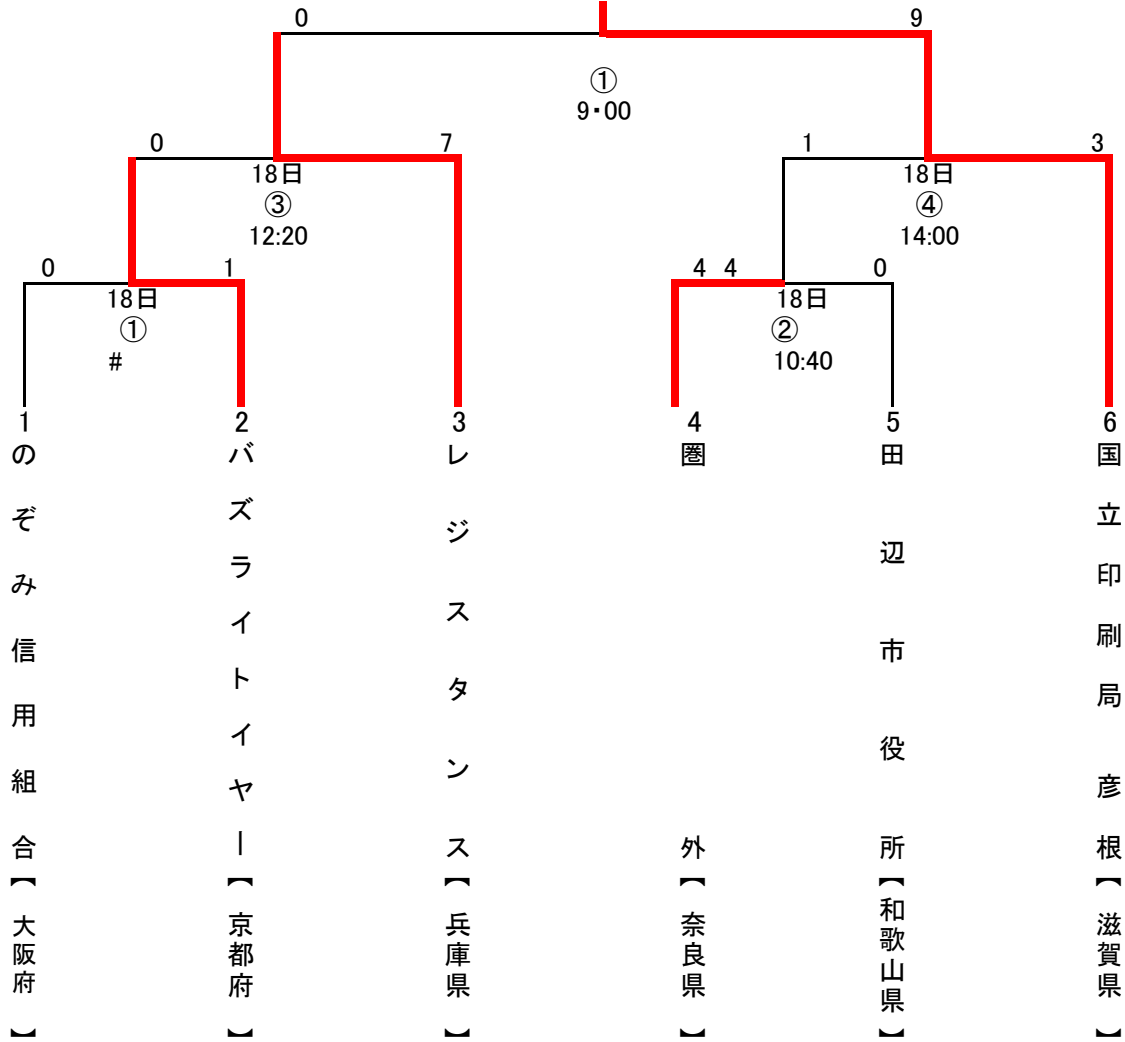 0 9
①
9・00
0 7 1 3
18日 18日
③ ④
12:20 14:00
0 1 4 4 0
18日 18日
① ②
# 10:40
1 2 3 4 5 6
のぞみ信用組合【大阪府】
バズライトイヤー【京都府】
レジスタンス【兵庫県】
圏外【奈良県】
田辺市役所【和歌山県】
国立印刷局彦根【滋賀県】